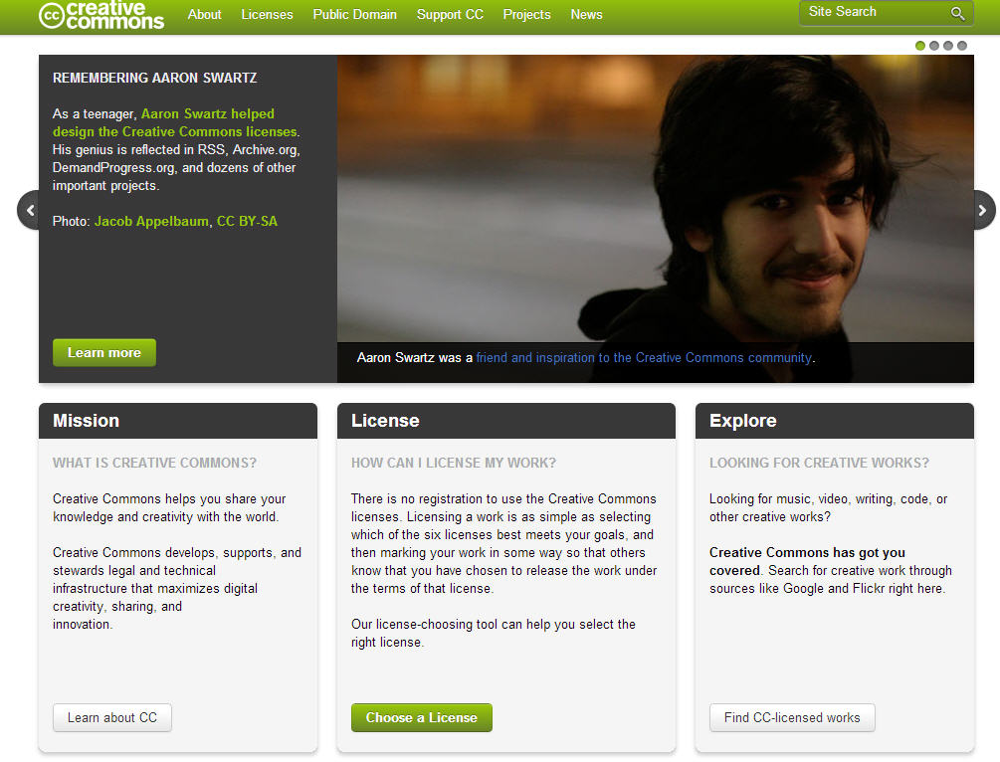 cc creative commons
About Licenses Public Domain Support CC Projects News
Site Search
REMEMBERING AARON SWARTZ
As a teenager, Aaron Swartz helped
design the Creative Commons licenses.
His genius is reflected in RSS, Archive.org,
DemandProgress.org, and dozens of other
important projects.
Photo: Jacob Appelbaum, CC BY-SA
Learn more
Aaron Swartz was a friend and inspiration to the Creative Commons community.
Mission
WHAT IS CREATIVE COMMONS?
Creative Commons helps you share your
knowledge and creativity with the world.
Creative Commons develops, supports, and
stewards legal and technical
infrastructure that maximizes digital
creativity, sharing, and
innovation.
Learn about CC
License
HOW CAN I LICENSE MY WORK?
There is no registration to use the Creative Commons
licenses. Licensing a work is as simple as selecting
which of the six licenses best meets your goals, and
then marking your work in some way so that others
know that you have chosen to release the work under
the terms of that license.
Our license-choosing tool can help you select the
right license.
Choose a License
Explore
LOOKING FOR CREATIVE WORKS?
Looking for music, video, writing, code, or
other creative works?
Creative Commons has got you
covered. Search for creative work through
sources like Google and Flickr right here.
Find CC-licensed works